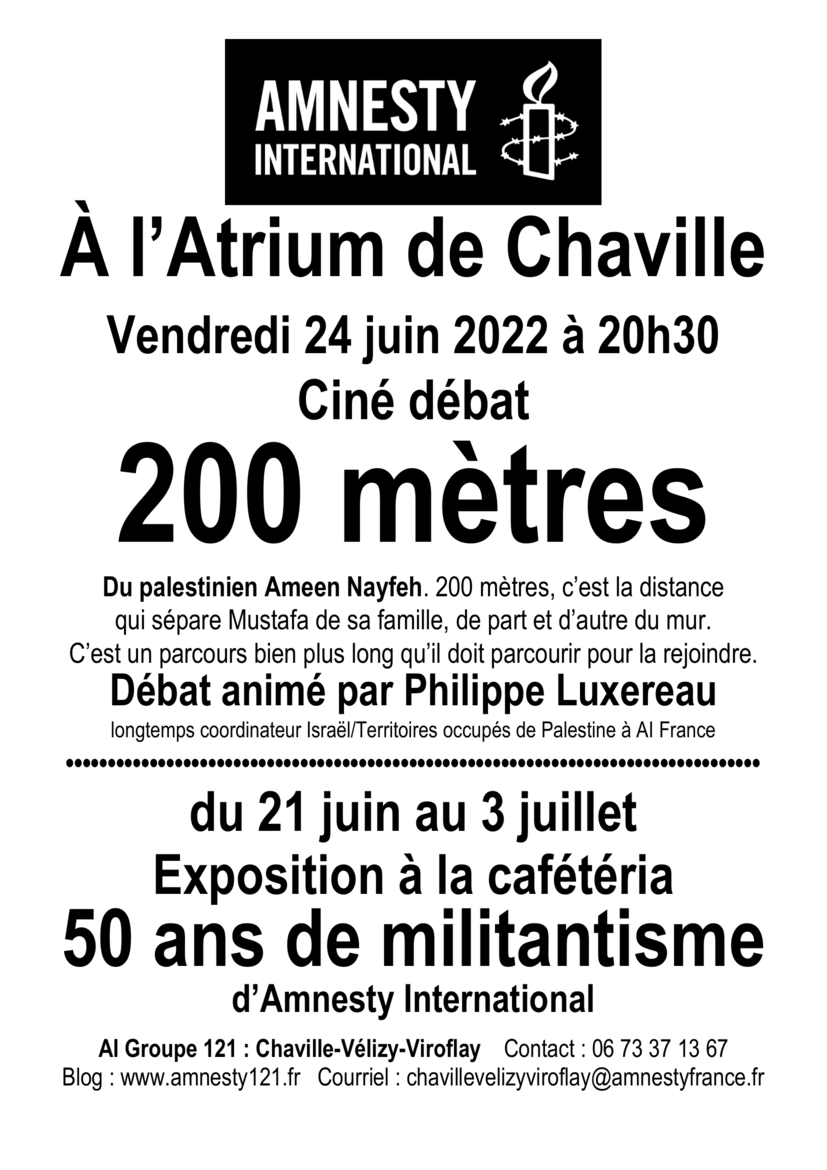 AMNESTY
INTERNATIONAL
À l’Atrium de Chaville
Vendredi 24 juin 2022 à 20h30
Ciné débat
200 mètres
Du palestinien Ameen Nayfeh. 200 mètres, c’est la distance
qui sépare Mustafa de sa famille, de part et d’autre du mur.
C’est un parcours bien plus long qu’il doit parcourir pour la rejoindre.
Débat animé par Philippe Luxereau
longtemps coordinateur Israël/Territoires occupés de Palestine à AI France
du 21 juin au 3 juillet
Exposition à la cafétéria
50 ans de militantisme
d’Amnesty International
AI Groupe 121 : Chaville-Vélizy-Viroflay Contact : 06 73 37 13 67
Blog : www.amnesty121.fr Courriel : chavillevelizyviroflay@amnestyfrance.fr